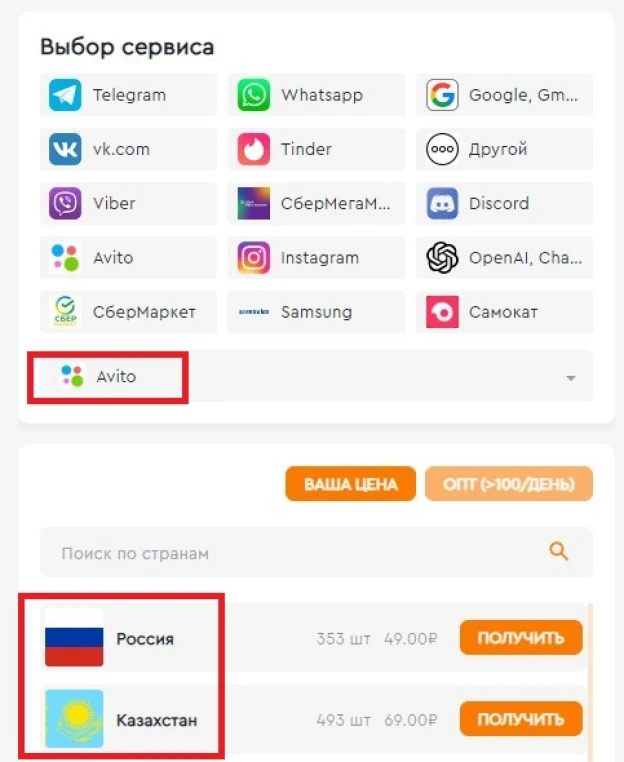 Выбор сервиса
Telegram
Whatsapp
Google, Gm...
vk.com
Tinder
Другой
Viber
СберМегаМ...
Discord
Avito
Instagram
OpenAI, Cha...
СберМаркет
Samsung
Самокат
Avito
ВАША ЦЕНА
ОПТ (>100/ДЕНЬ)
Поиск по странам
Россия 353 шт 49.00₽ ПОЛУЧИТЬ
Казахстан 493 шт 69.00₽ ПОЛУЧИТЬ